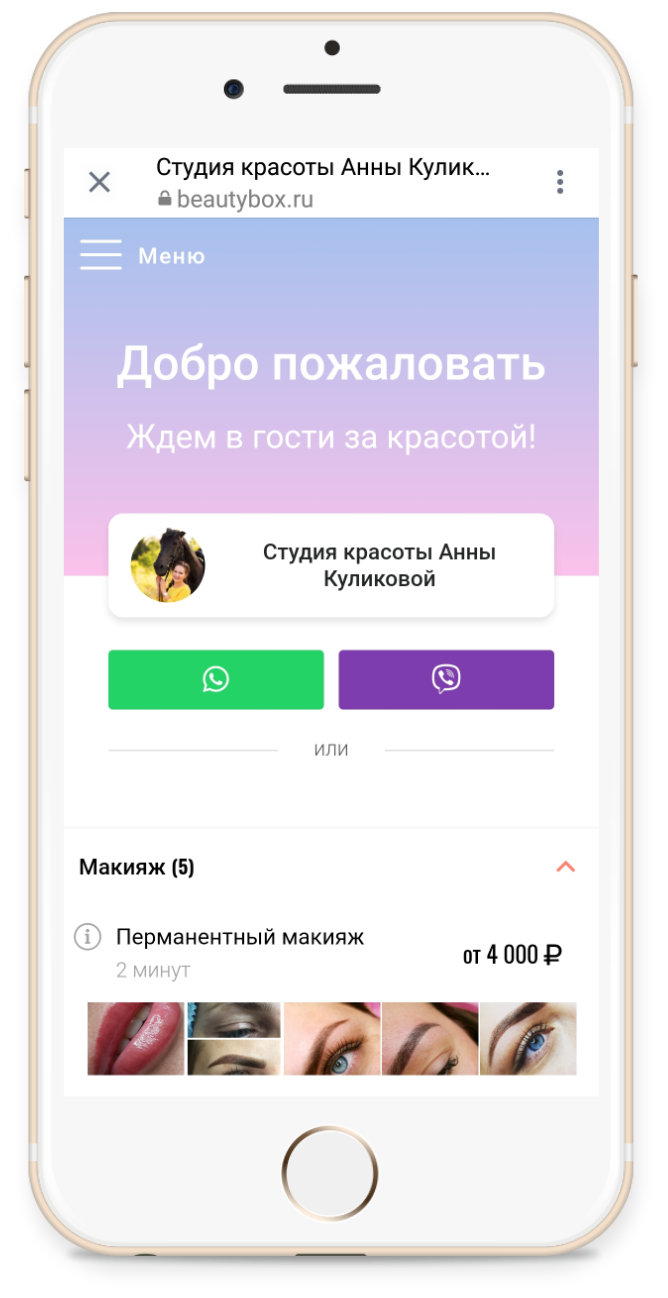 Студия красоты Анны Кулик...
beautybox.ru
Меню
Добро пожаловать
Ждем в гости за красотой!
Студия красоты Анны
Куликовой
или
Макияж (5)
Перманентный макияж
2 минут
от 4 000 ₽